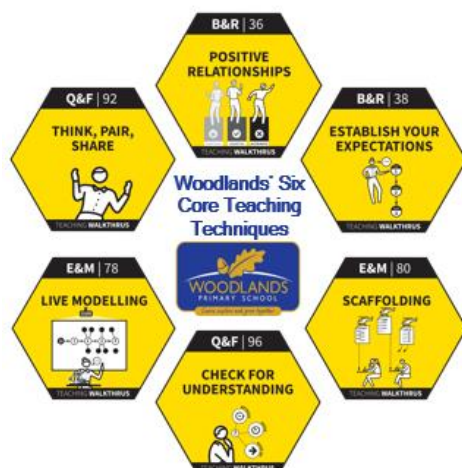 B&R | 36
POSITIVE
RELATIONSHIPS
Q&F | 92
THINK, PAIR,
SHARE
TEACHING WALKTHRUS
B&R | 38
ESTABLISH YOUR
EXPECTATIONS
TEACHING WALKTHRUS
Woodlands' Six
Core Teaching
Techniques
WOODLANDS
PRIMARY SCHOOL
E&M | 78
LIVE MODELLING
TEACHING WALKTHRUS
E&M | 80
SCAFFOLDING
TEACHING WALKTHRUS
Q&F | 96
CHECK FOR
UNDERSTANDING
TEACHING WALKTHRUS
TEACHING WALKTHRUS